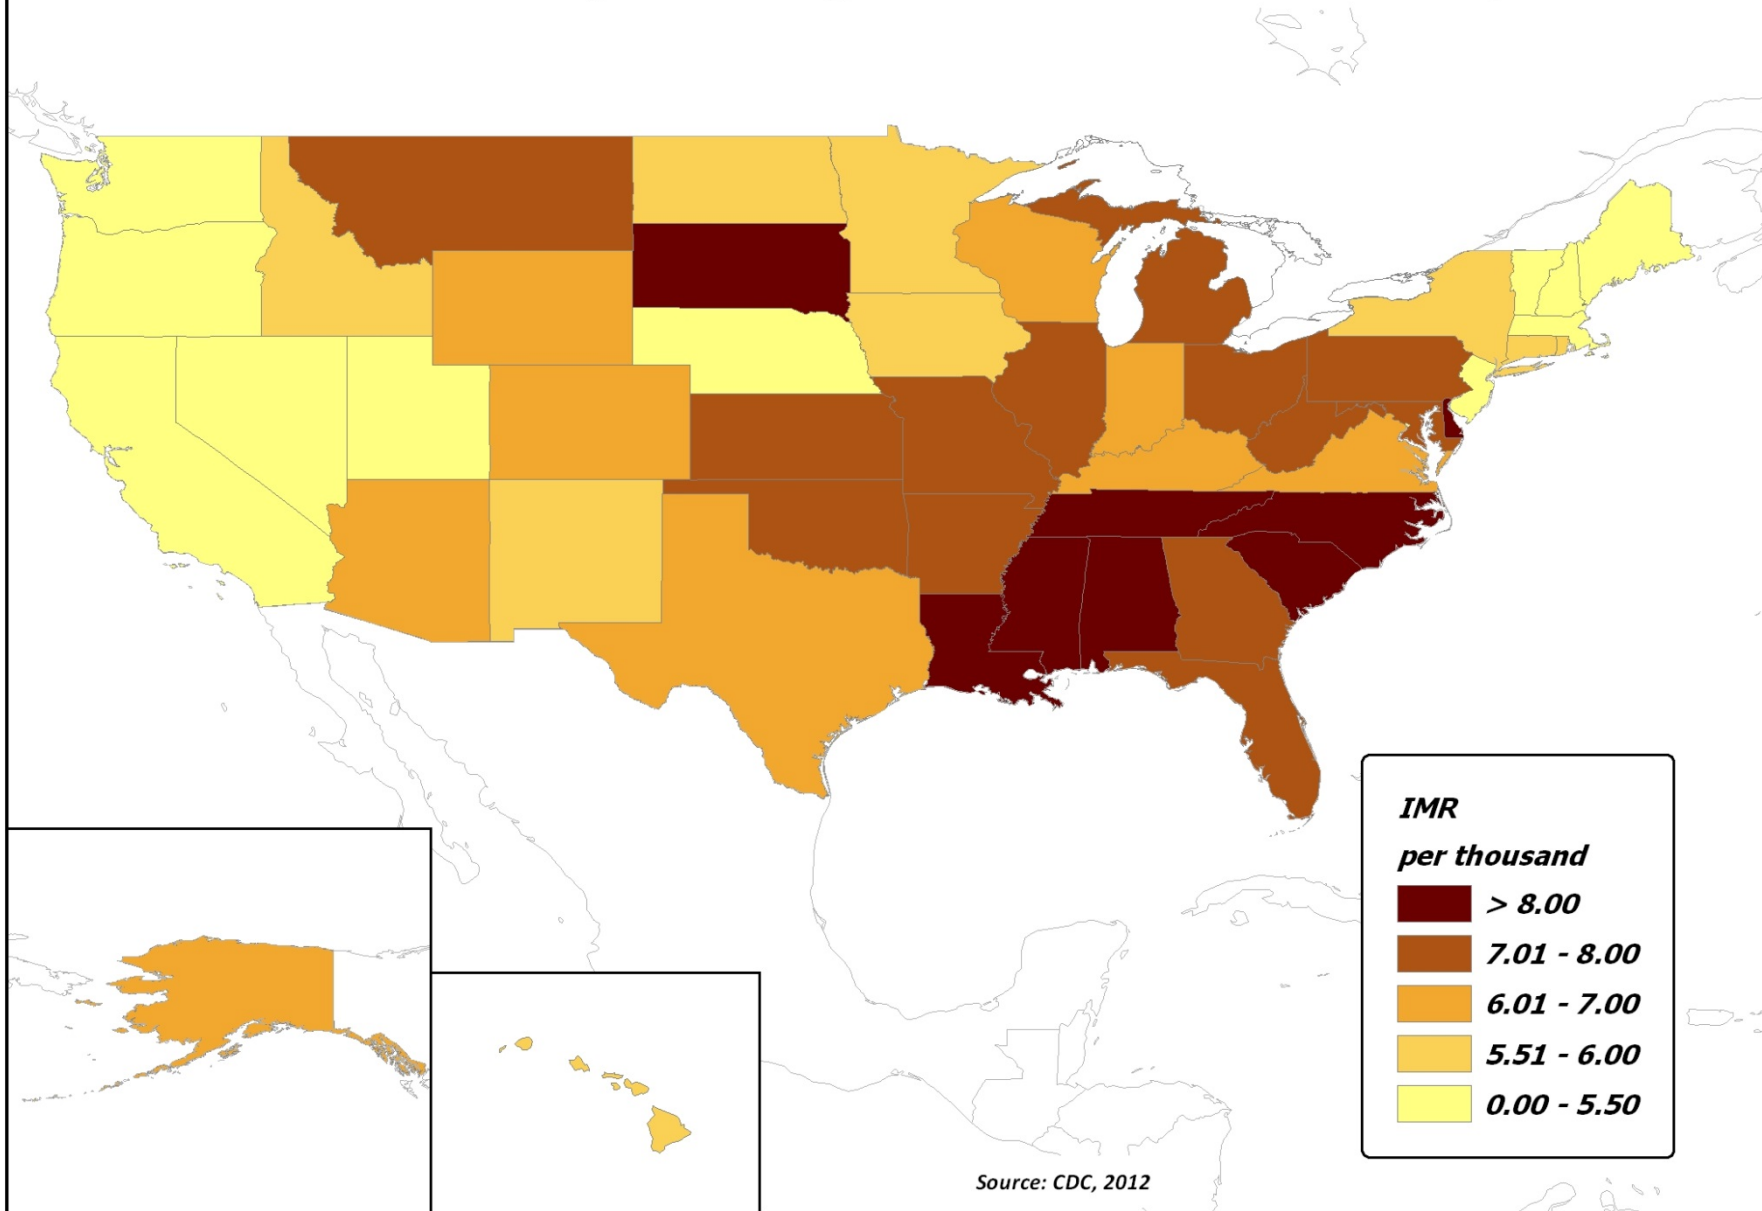 IMR
per thousand
> 8.00
7.01 - 8.00
6.01 - 7.00
5.51 - 6.00
0.00 - 5.50
Source: CDC, 2012